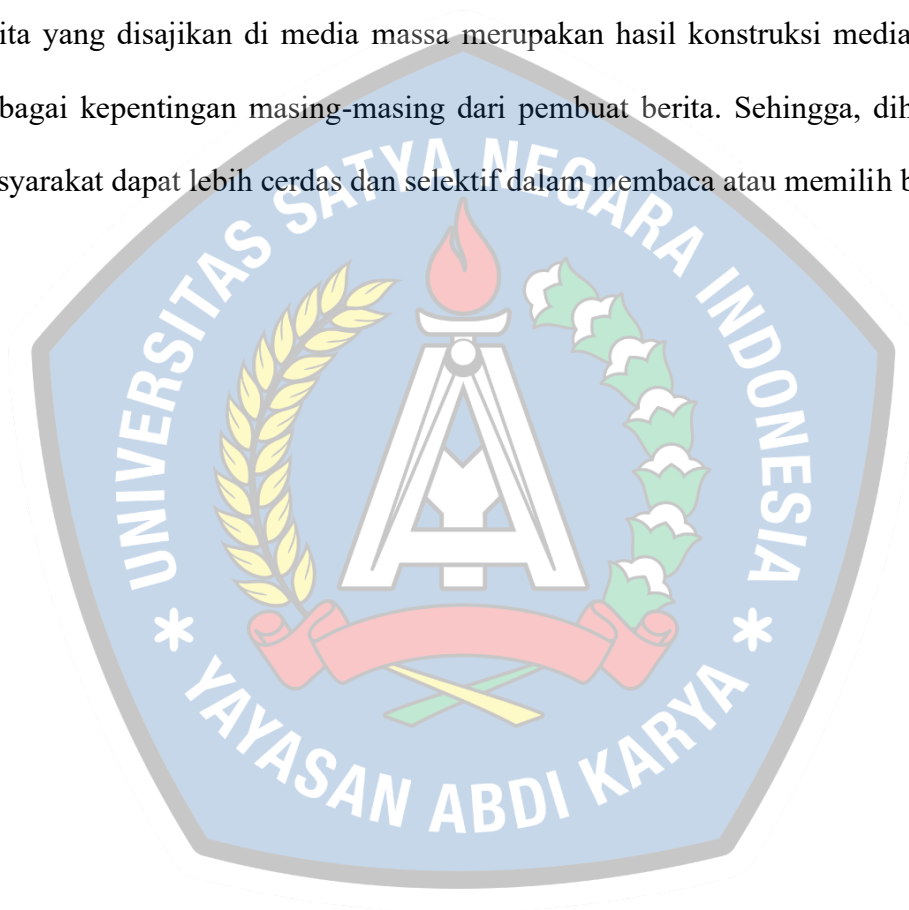 ita yang disajikan di media massa merupakan hasil konstruksi media
bagai kepentingan masing-masing dari pembuat berita. Sehingga, dih
syarakat dapat lebih cerdas dan selektif dalam membaca atau memilih b
UNIVERSITAS SATYA NEGARA INDONESIA
* YAYASAN ABDI KARYA *